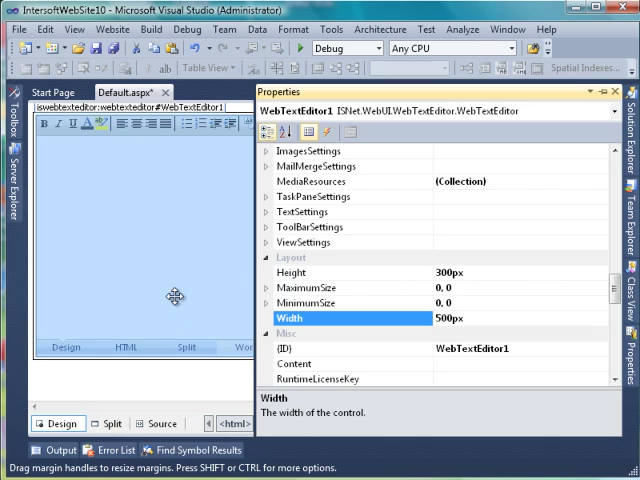 IntersoftWebSite10 - Microsoft Visual Studio (Administrator)
File Edit View Website Build Debug Team Data Format Tools Architecture Test Analyze Window Help
Debug Any CPU
abl Table View Spatial Indexes...
Start Page Default.aspx*
iswebtexteditor:webtexteditor#WebTextEditor1
B I U A ab
Design HTML Split Wor
Design Split Source <html>
Toolbox
Server Explorer
Properties
WebTextEditor1 ISNet.WebUI.WebTextEditor.WebTextEditor
ImagesSettings
MailMergeSettings
MediaResources (Collection)
TaskPaneSettings
TextSettings
ToolBarSettings
ViewSettings
Layout
Height 300px
MaximumSize 0, 0
MinimumSize 0, 0
Width 500px
Misc
(ID) WebTextEditor1
Content
RuntimeLicenseKey
Width
The width of the control.
Solution Explorer
Team Explorer
Class View
Properties
Output Error List Find Symbol Results
Drag margin handles to resize margins. Press SHIFT or CTRL for more options.